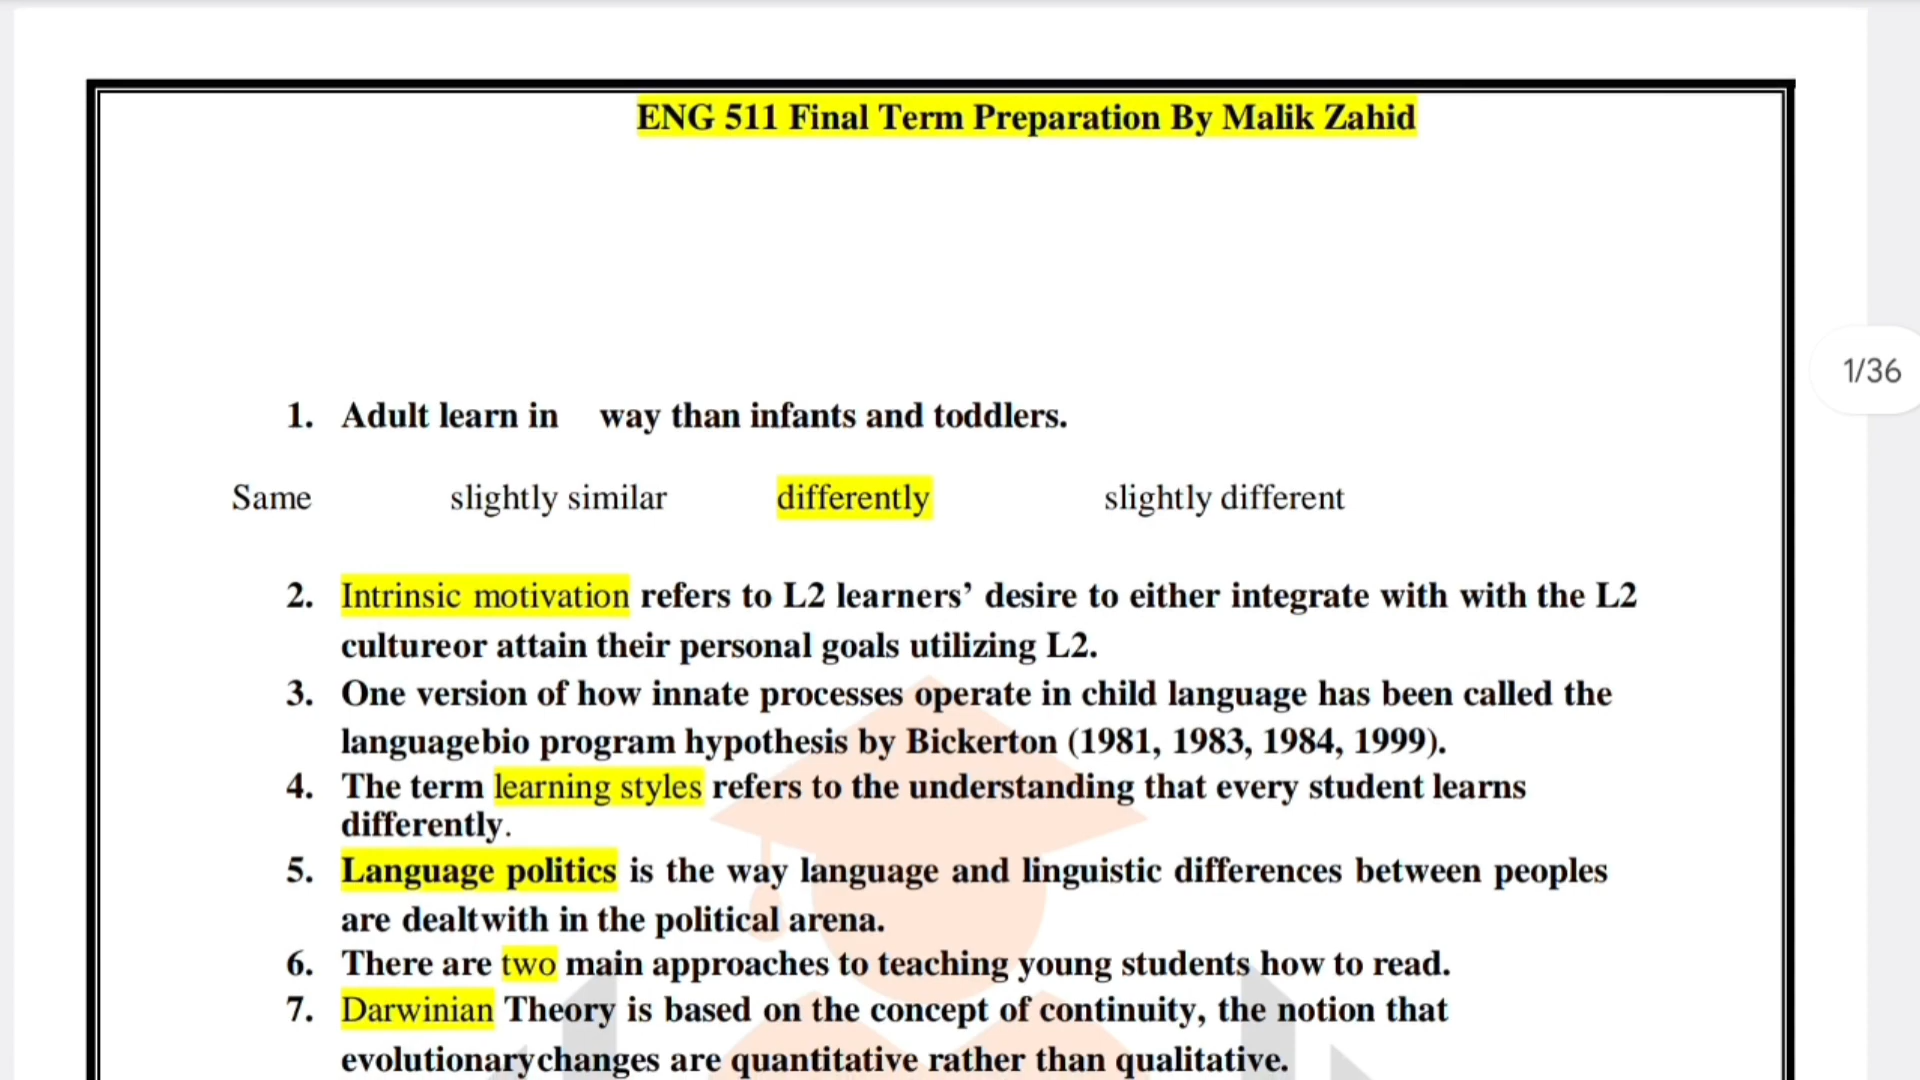 ENG 511 Final Term Preparation By Malik Zahid
1/36
1. Adult learn in way than infants and toddlers.
Same slightly similar differently slightly different
2. Intrinsic motivation refers to L2 learners’ desire to either integrate with with the L2
cultureor attain their personal goals utilizing L2.
3. One version of how innate processes operate in child language has been called the
languagebio program hypothesis by Bickerton (1981, 1983, 1984, 1999).
4. The term learning styles refers to the understanding that every student learns
differently.
5. Language politics is the way language and linguistic differences between peoples
are dealtwith in the political arena.
6. There are two main approaches to teaching young students how to read.
7. Darwinian Theory is based on the concept of continuity, the notion that
evolutionarychanges are quantitative rather than qualitative.